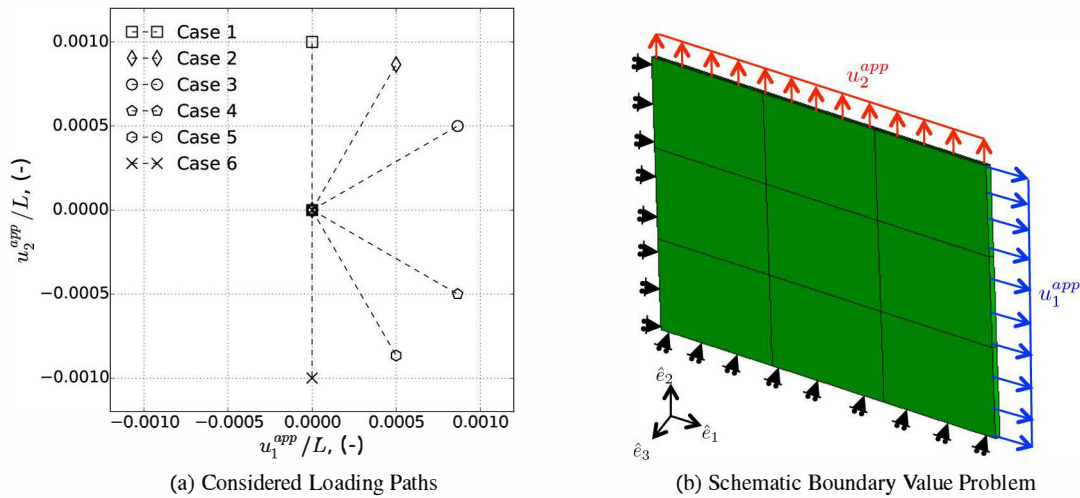 0.0010
0.0005
0.0000
−0.0005
−0.0010
u_2^{app}/L, (-)
Case 1
Case 2
Case 3
Case 4
Case 5
Case 6
−0.0010 −0.0005 0.0000 0.0005 0.0010
u_1^{app}/L, (-)
(a) Considered Loading Paths
u_2^{app}
u_1^{app}
ê_2
ê_1
ê_3
(b) Schematic Boundary Value Problem